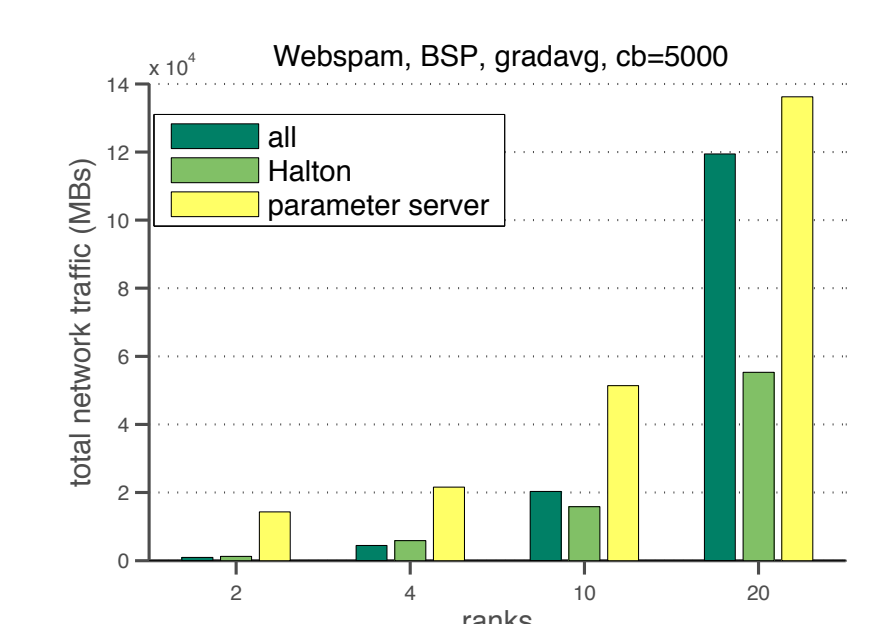 Webspam, BSP, gradavg, cb=5000
x 10^4
14
12
10
8
6
4
2
0
total network traffic (MBs)
all
Halton
parameter server
2 4 10 20
ranks